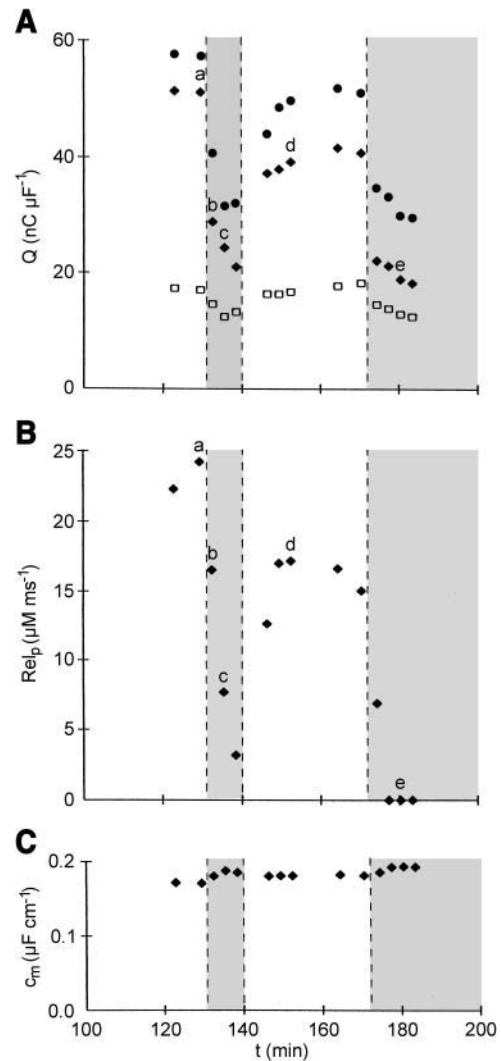 A
60
40
20
0
Q (nC µF⁻¹)
a
b
c
d
e
B
25
20
15
10
5
0
Relₚ (µM ms⁻¹)
a
b
c
d
e
C
0.2
0.1
0.0
cₘ (µF cm⁻¹)
100 120 140 160 180 200
t (min)